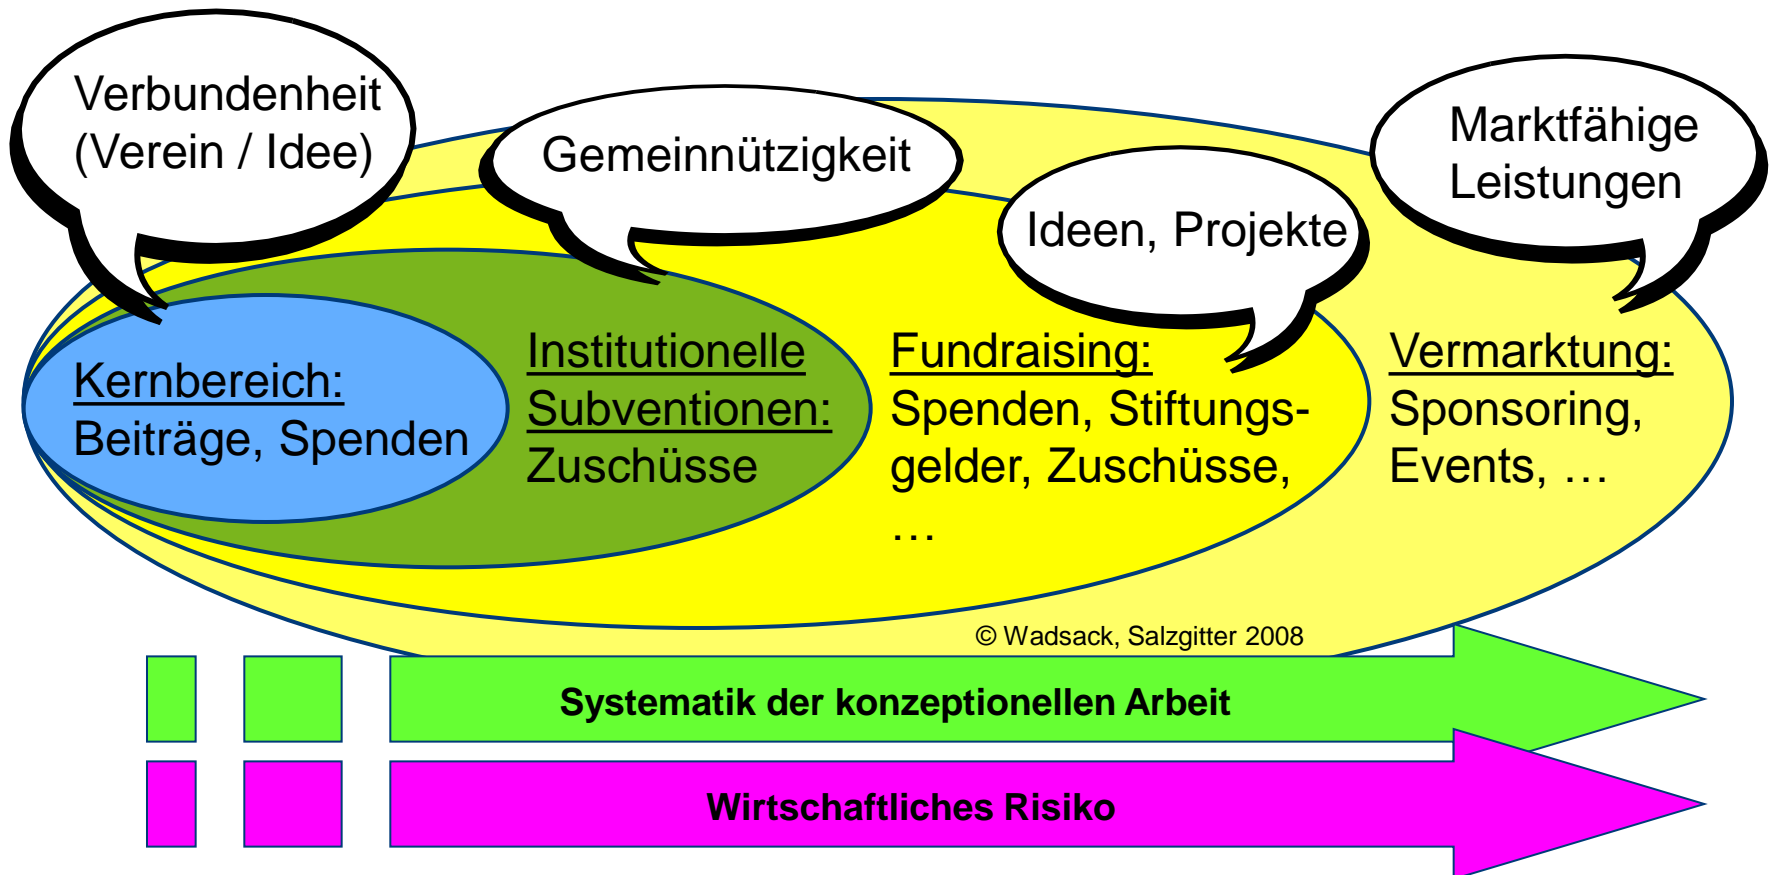 Verbundenheit
(Verein / Idee)
Gemeinnützigkeit
Ideen, Projekte
Marktfähige
Leistungen
Kernbereich:
Beiträge, Spenden
Institutionelle
Subventionen:
Zuschüsse
Fundraising:
Spenden, Stiftungs-
gelder, Zuschüsse,
…
Vermarktung:
Sponsoring,
Events, …
© Wadsack, Salzgitter 2008
Systematik der konzeptionellen Arbeit
Wirtschaftliches Risiko